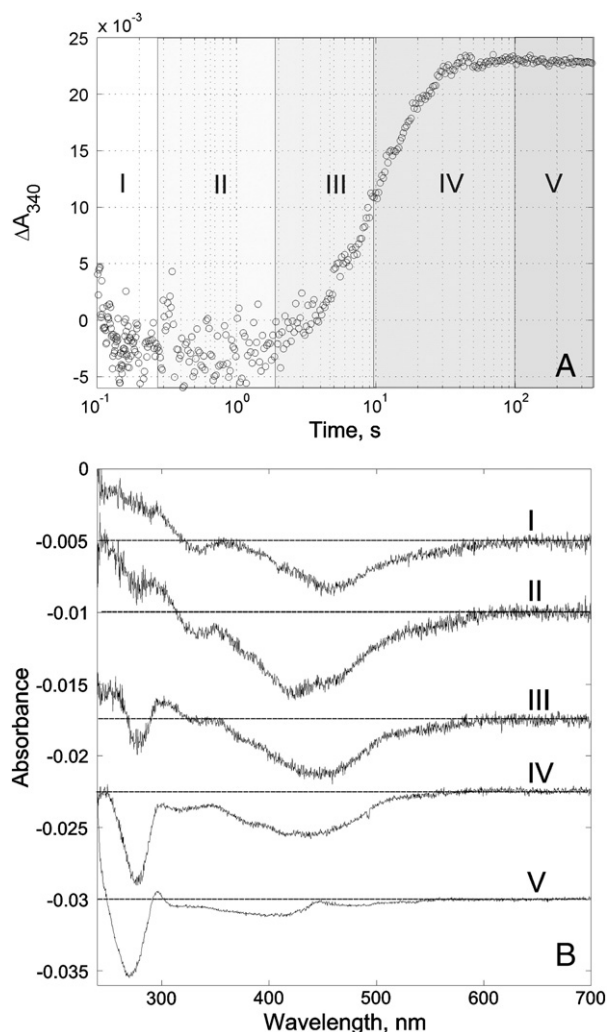 x 10⁻³
25
20
15
10
5
0
-5
ΔA₃₄₀
I II III IV V
A
10⁻¹ 10⁰ 10¹ 10²
Time, s
0
-0.005
-0.01
-0.015
-0.02
-0.025
-0.03
-0.035
Absorbance
I
II
III
IV
V
B
300 400 500 600 700
Wavelength, nm